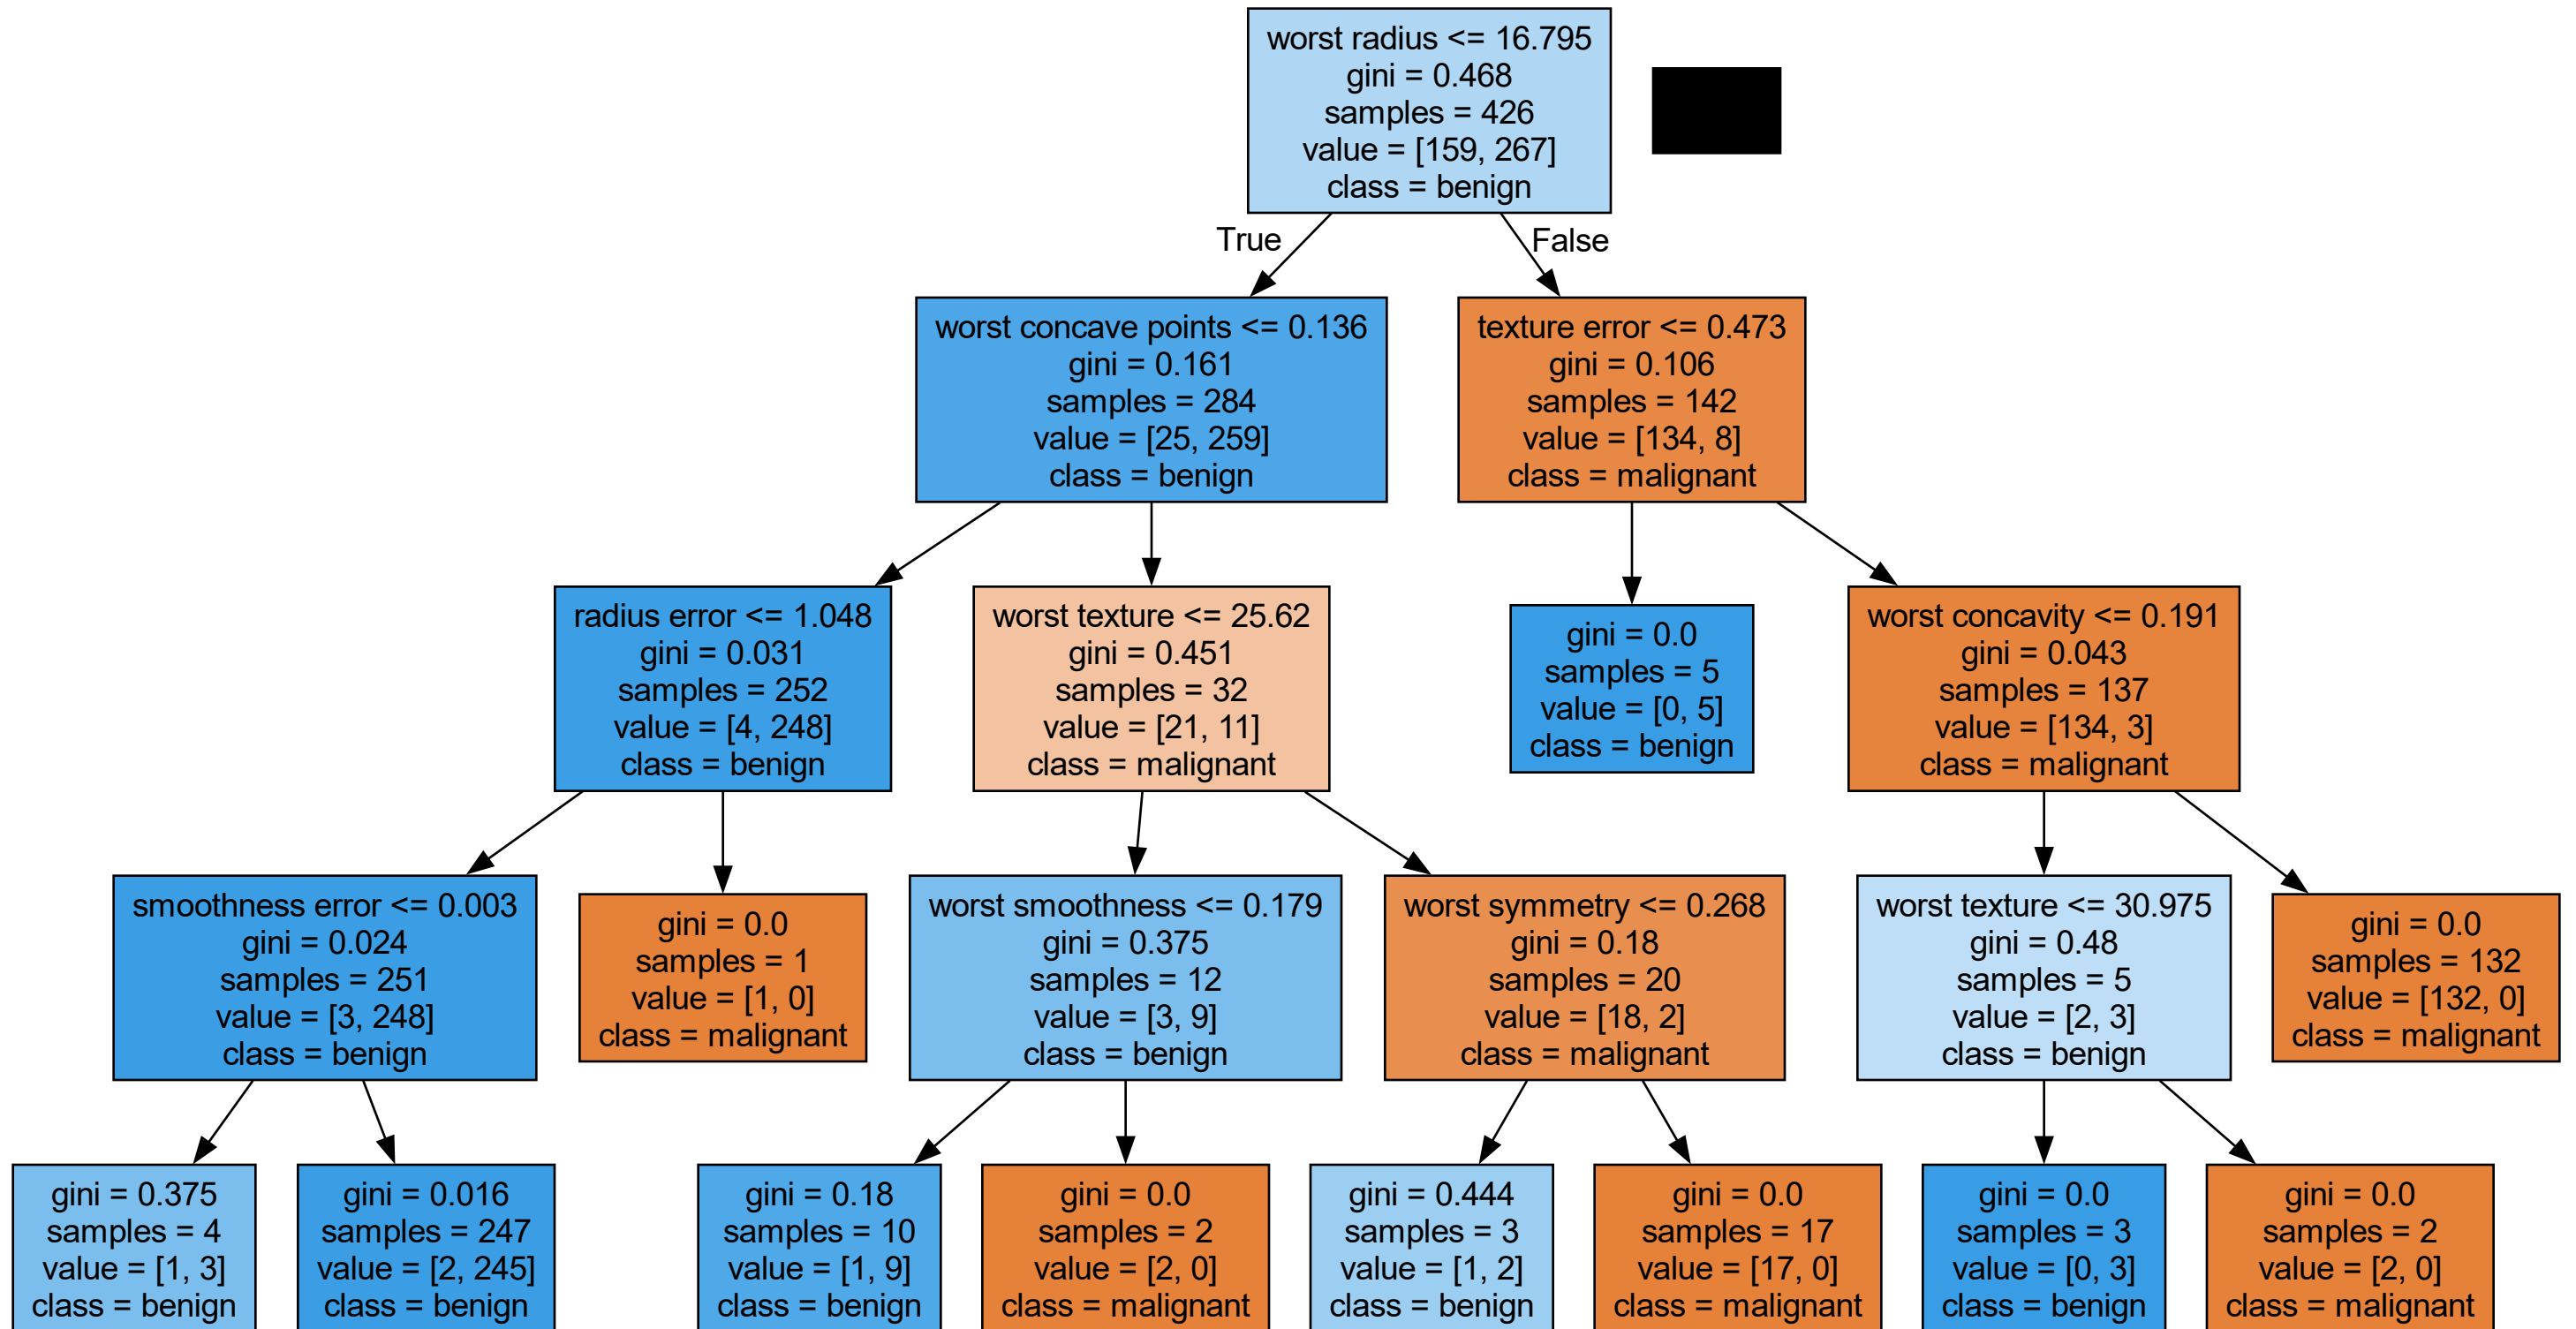 worst radius <= 16.795
gini = 0.468
samples = 426
value = [159, 267]
class = benign
True
False
worst concave points <= 0.136
gini = 0.161
samples = 284
value = [25, 259]
class = benign
texture error <= 0.473
gini = 0.106
samples = 142
value = [134, 8]
class = malignant
radius error <= 1.048
gini = 0.031
samples = 252
value = [4, 248]
class = benign
worst texture <= 25.62
gini = 0.451
samples = 32
value = [21, 11]
class = malignant
gini = 0.0
samples = 5
value = [0, 5]
class = benign
worst concavity <= 0.191
gini = 0.043
samples = 137
value = [134, 3]
class = malignant
smoothness error <= 0.003
gini = 0.024
samples = 251
value = [3, 248]
class = benign
gini = 0.0
samples = 1
value = [1, 0]
class = malignant
worst smoothness <= 0.179
gini = 0.375
samples = 12
value = [3, 9]
class = benign
worst symmetry <= 0.268
gini = 0.18
samples = 20
value = [18, 2]
class = malignant
worst texture <= 30.975
gini = 0.48
samples = 5
value = [2, 3]
class = benign
gini = 0.0
samples = 132
value = [132, 0]
class = malignant
gini = 0.375
samples = 4
value = [1, 3]
class = benign
gini = 0.016
samples = 247
value = [2, 245]
class = benign
gini = 0.18
samples = 10
value = [1, 9]
class = benign
gini = 0.0
samples = 2
value = [2, 0]
class = malignant
gini = 0.444
samples = 3
value = [1, 2]
class = benign
gini = 0.0
samples = 17
value = [17, 0]
class = malignant
gini = 0.0
samples = 3
value = [0, 3]
class = benign
gini = 0.0
samples = 2
value = [2, 0]
class = malignant